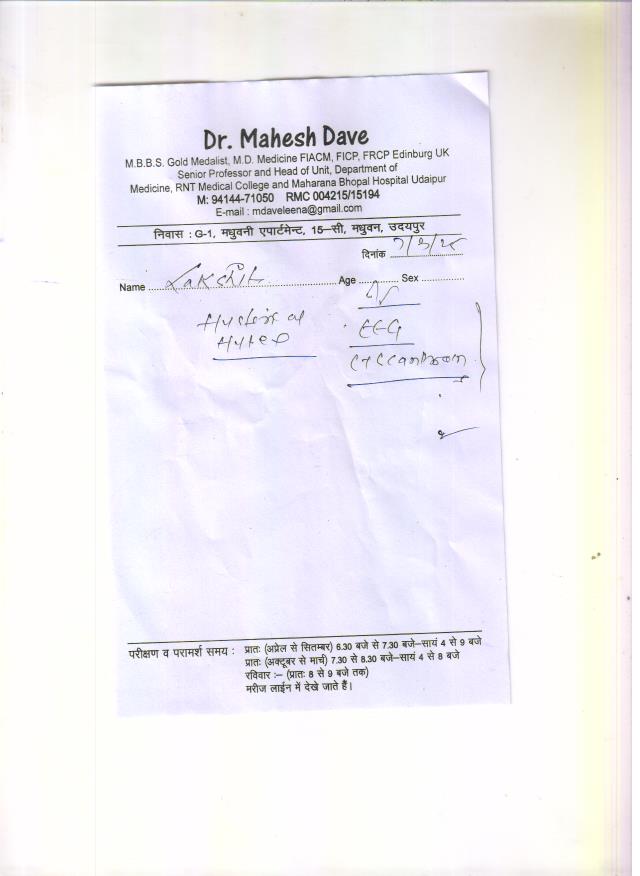 Dr. Mahesh Dave
M.B.B.S. Gold Medalist, M.D. Medicine FIACM, FICP, FRCP Edinburg UK
Senior Professor and Head of Unit, Department of
Medicine, RNT Medical College and Maharana Bhopal Hospital Udaipur
M: 94144-71050 RMC 004215/15194
E-mail : mdaveleena@gmail.com
निवास : G-1, मधुवनी एपार्टमेन्ट, 15-सी, मधुवन, उदयपुर
दिनांक
Name Lakshit Age Sex
EEG
परीक्षण व परामर्श समय : प्रातः (अप्रेल से सितम्बर) 6.30 बजे से 7.30 बजे-सायं 4 से 9 बजे
प्रातः (अक्टूबर से मार्च) 7.30 से 8.30 बजे-सायं 4 से 8 बजे
रविवार :- (प्रातः 8 से 9 बजे तक)
मरीज लाईन में देखे जाते हैं।